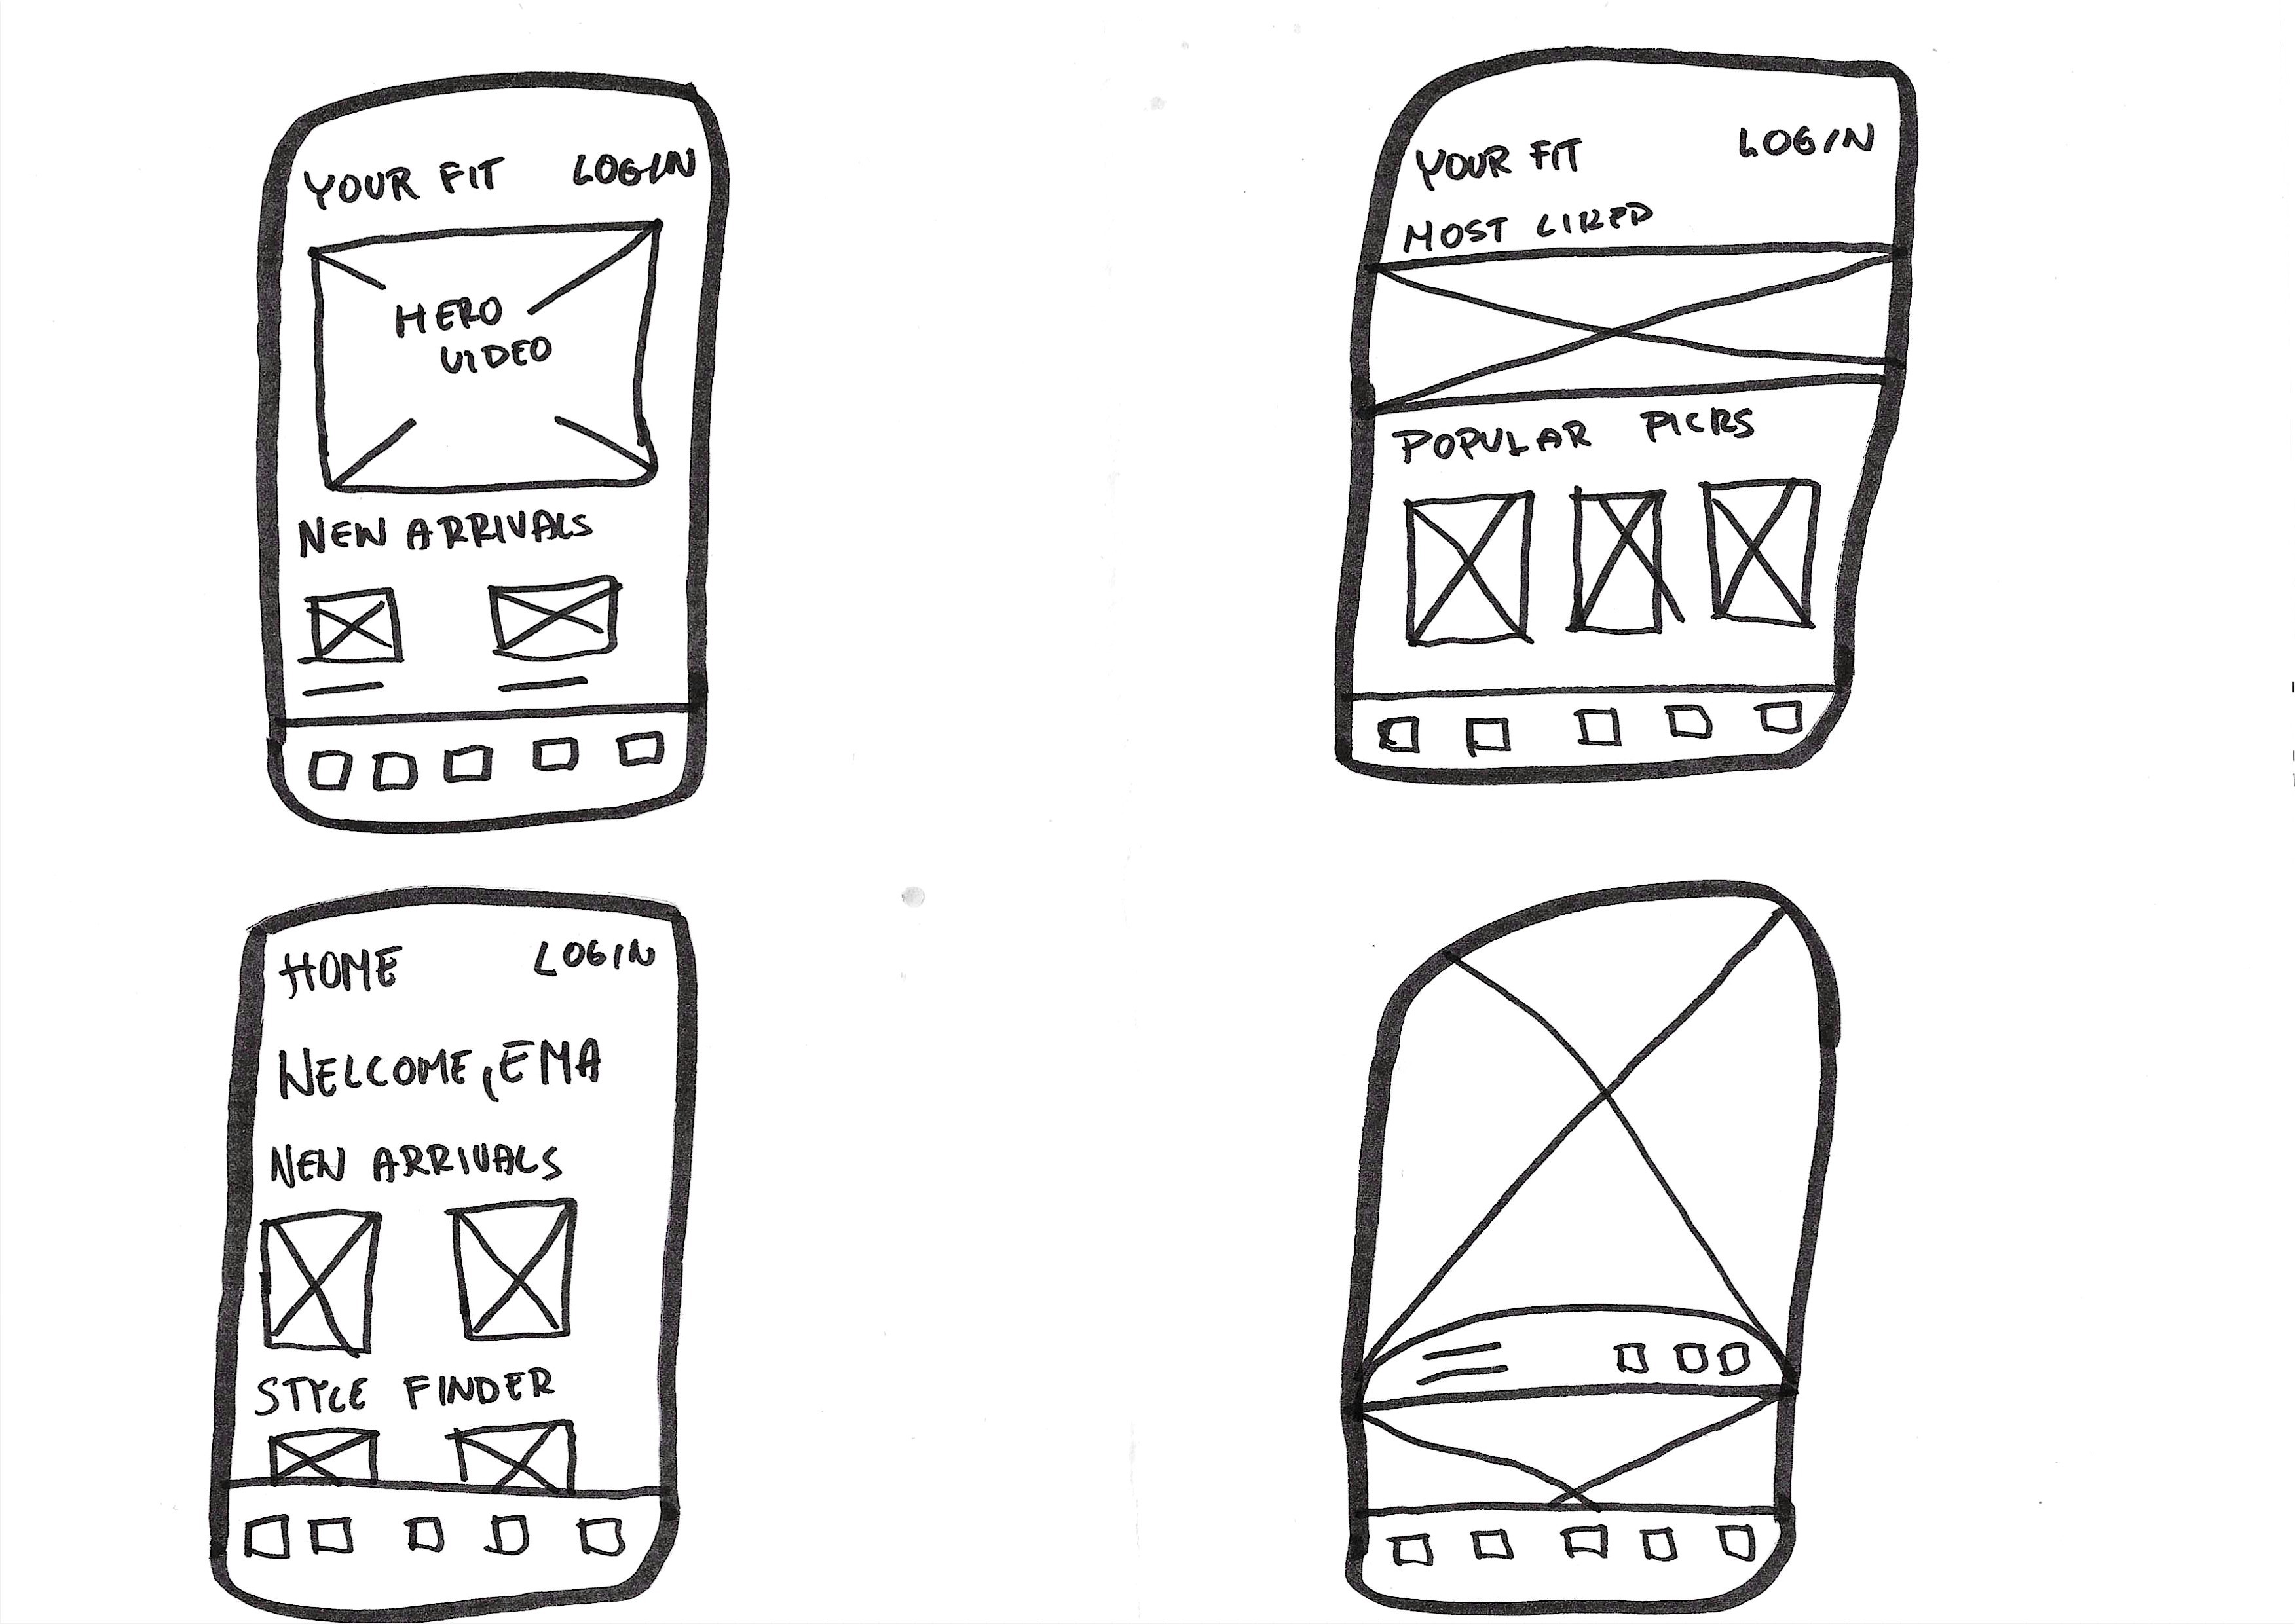 YOUR FIT LOGIN
HERO
VIDEO
NEW ARRIVALS
YOUR FIT LOGIN
MOST LIKED
POPULAR PICKS
HOME LOGIN
WELCOME, EMA
NEW ARRIVALS
STYLE FINDER